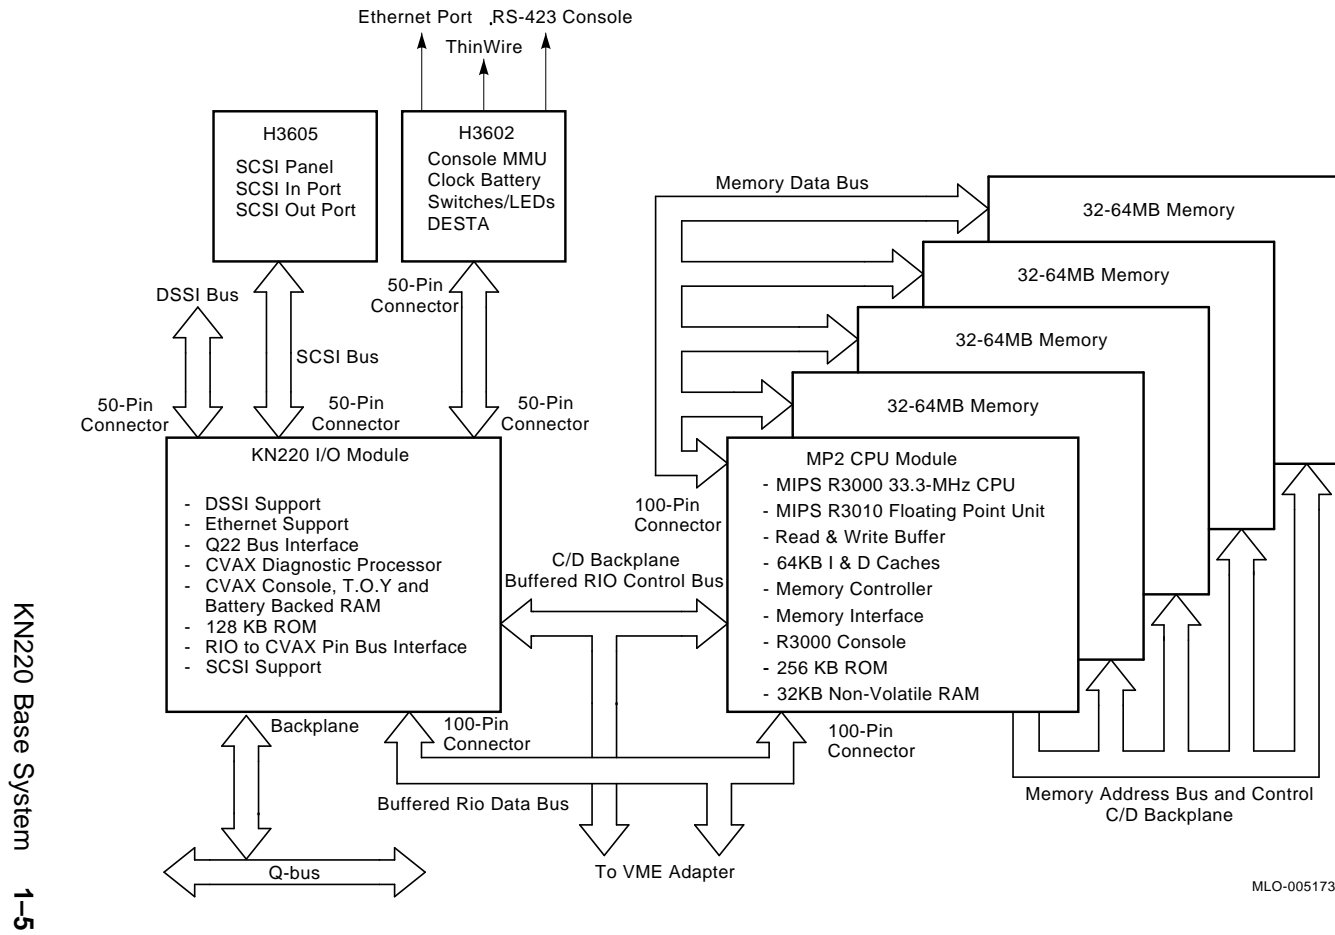 Ethernet Port .RS-423 Console
ThinWire
H3605
SCSI Panel
SCSI In Port
SCSI Out Port
H3602
Console MMU
Clock Battery
Switches/LEDs
DESTA
Memory Data Bus
32-64MB Memory
32-64MB Memory
32-64MB Memory
32-64MB Memory
DSSI Bus
SCSI Bus
50-Pin
Connector
50-Pin
Connector
50-Pin
Connector
50-Pin
Connector
KN220 I/O Module
- DSSI Support
- Ethernet Support
- Q22 Bus Interface
- CVAX Diagnostic Processor
- CVAX Console, T.O.Y and
Battery Backed RAM
- 128 KB ROM
- RIO to CVAX Pin Bus Interface
- SCSI Support
C/D Backplane
Buffered RIO Control Bus
100-Pin
Connector
MP2 CPU Module
- MIPS R3000 33.3-MHz CPU
- MIPS R3010 Floating Point Unit
- Read & Write Buffer
- 64KB I & D Caches
- Memory Controller
- Memory Interface
- R3000 Console
- 256 KB ROM
- 32KB Non-Volatile RAM
Backplane
100-Pin
Connector
100-Pin
Connector
Buffered Rio Data Bus
Memory Address Bus and Control
C/D Backplane
Q-bus
To VME Adapter
MLO-005173
KN220 Base System 1–5